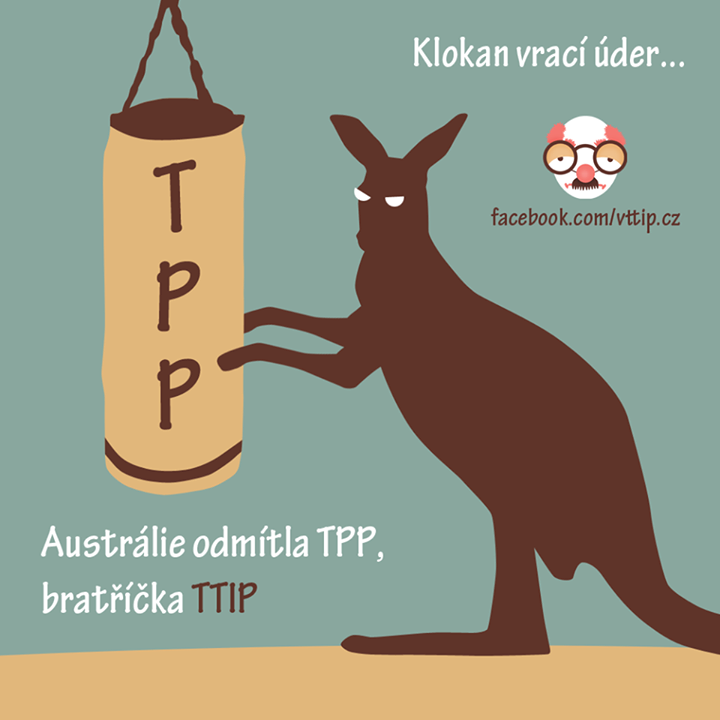 Klokan vrací úder...
facebook.com/vttip.cz
T
P
P
Austrálie odmítla TPP,
bratříčka TTIP